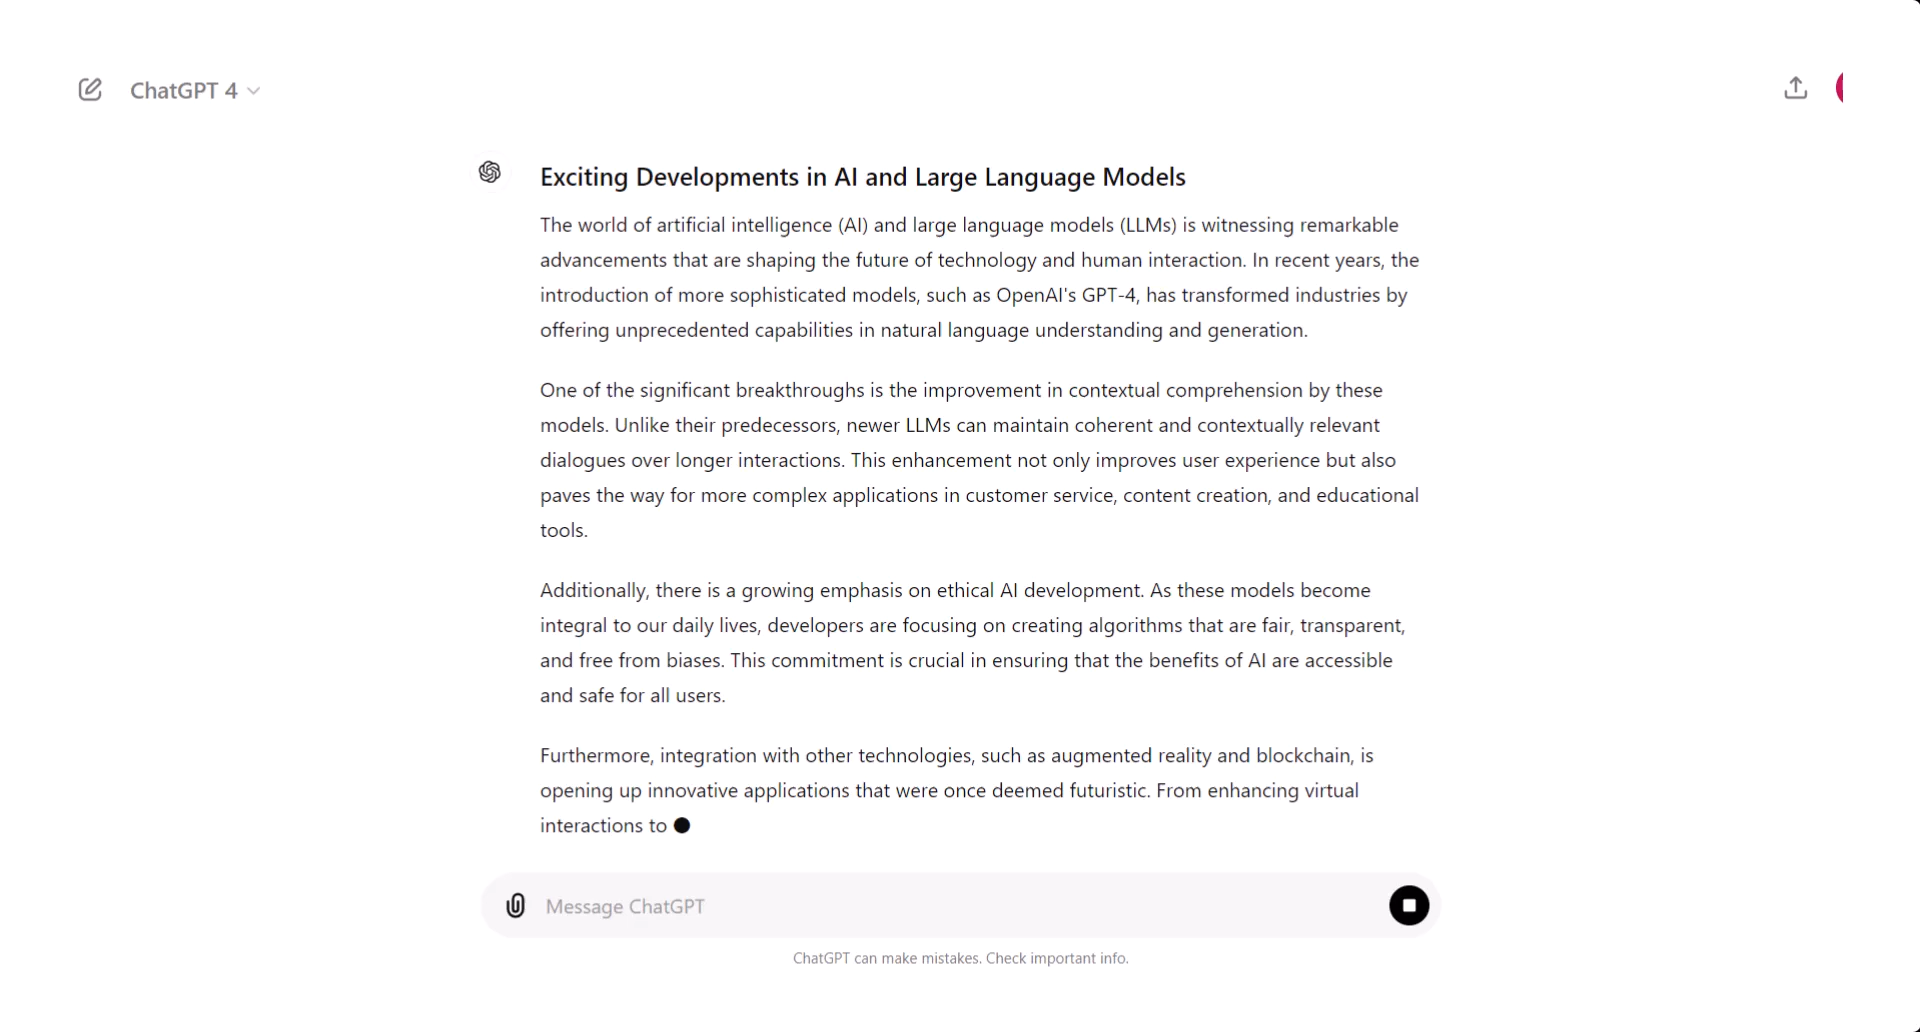 ChatGPT 4
Exciting Developments in AI and Large Language Models
The world of artificial intelligence (AI) and large language models (LLMs) is witnessing remarkable
advancements that are shaping the future of technology and human interaction. In recent years, the
introduction of more sophisticated models, such as OpenAI's GPT-4, has transformed industries by
offering unprecedented capabilities in natural language understanding and generation.
One of the significant breakthroughs is the improvement in contextual comprehension by these
models. Unlike their predecessors, newer LLMs can maintain coherent and contextually relevant
dialogues over longer interactions. This enhancement not only improves user experience but also
paves the way for more complex applications in customer service, content creation, and educational
tools.
Additionally, there is a growing emphasis on ethical AI development. As these models become
integral to our daily lives, developers are focusing on creating algorithms that are fair, transparent,
and free from biases. This commitment is crucial in ensuring that the benefits of AI are accessible
and safe for all users.
Furthermore, integration with other technologies, such as augmented reality and blockchain, is
opening up innovative applications that were once deemed futuristic. From enhancing virtual
interactions to
Message ChatGPT
ChatGPT can make mistakes. Check important info.